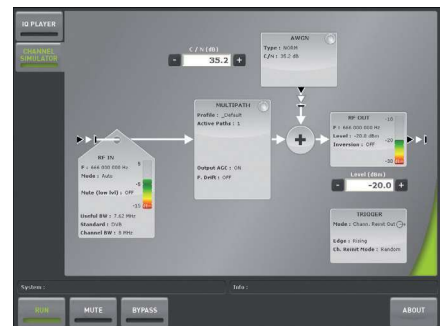 IQ PLAYER
CHANNEL
SIMULATOR
C / N (db)
- 35.2 +
AWGN
Type : NORM
C/N : 35.2 db
MULTIPATH
Profile : _Default
Active Paths : 1
Output AGC : ON
F. Drift : OFF
RF IN
F : 666 000 000 Hz
Mode : Auto
Mute (low lvl) : OFF
Useful BW : 7.62 MHz
Standard : DVB
Channel BW : 8 MHz
RF OUT
F : 666 000 000 Hz
Level : -20.0 dBm
Inversion : OFF
-10
-20
-30
Level (dBm)
- -20.0 +
TRIGGER
Edge : Rising
Ch. Reinit Mode : Random
System :
Info :
RUN
MUTE
BYPASS
ABOUT